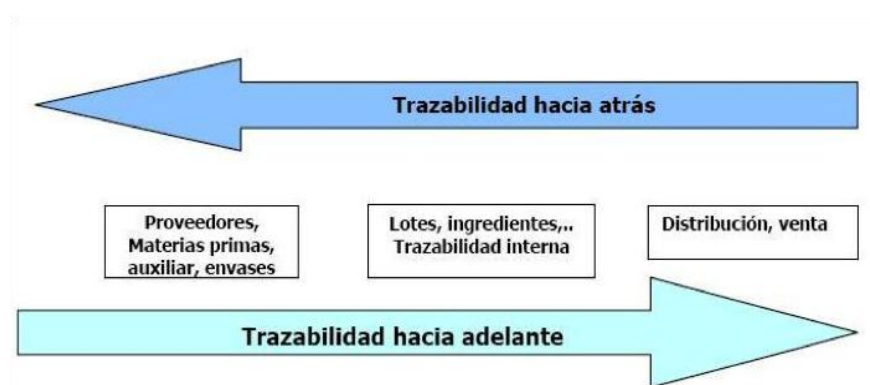 Trazabilidad hacia atrás
Proveedores,
Materias primas,
auxiliar, envases
Lotes, ingredientes,..
Trazabilidad interna
Distribución, venta
Trazabilidad hacia adelante